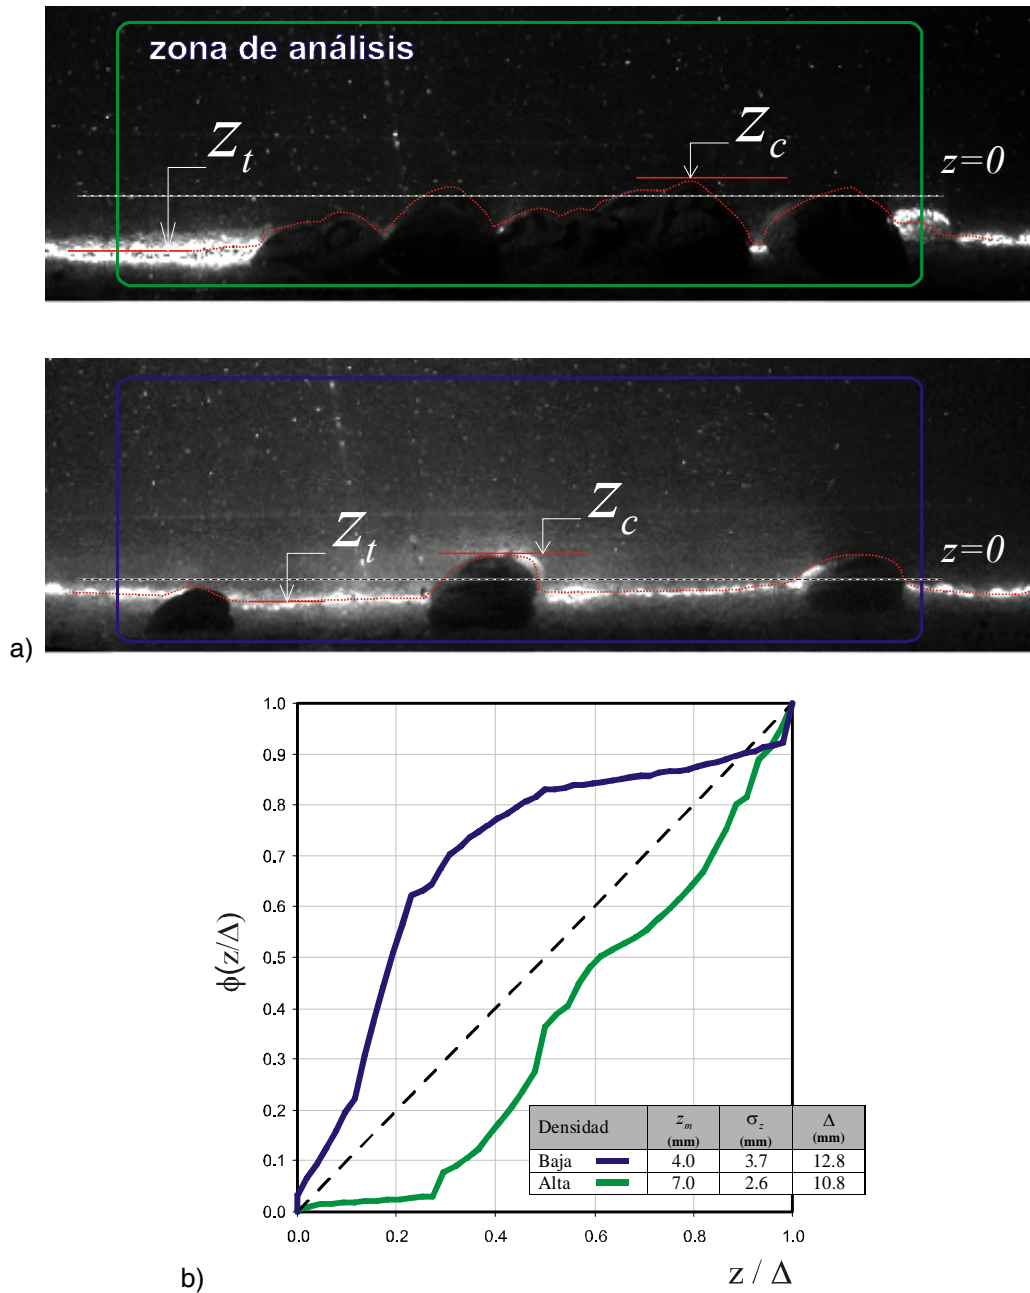 zona de análisis
z_t
z_c
z=0
z_t
z_c
z=0
a)
1.0
0.9
0.8
0.7
0.6
0.5
0.4
0.3
0.2
0.1
0.0
ϕ(z/Δ)
Densidad z_m (mm) σ_z (mm) Δ (mm)
Baja 4.0 3.7 12.8
Alta 7.0 2.6 10.8
0.0 0.2 0.4 0.6 0.8 1.0
z / Δ
b)